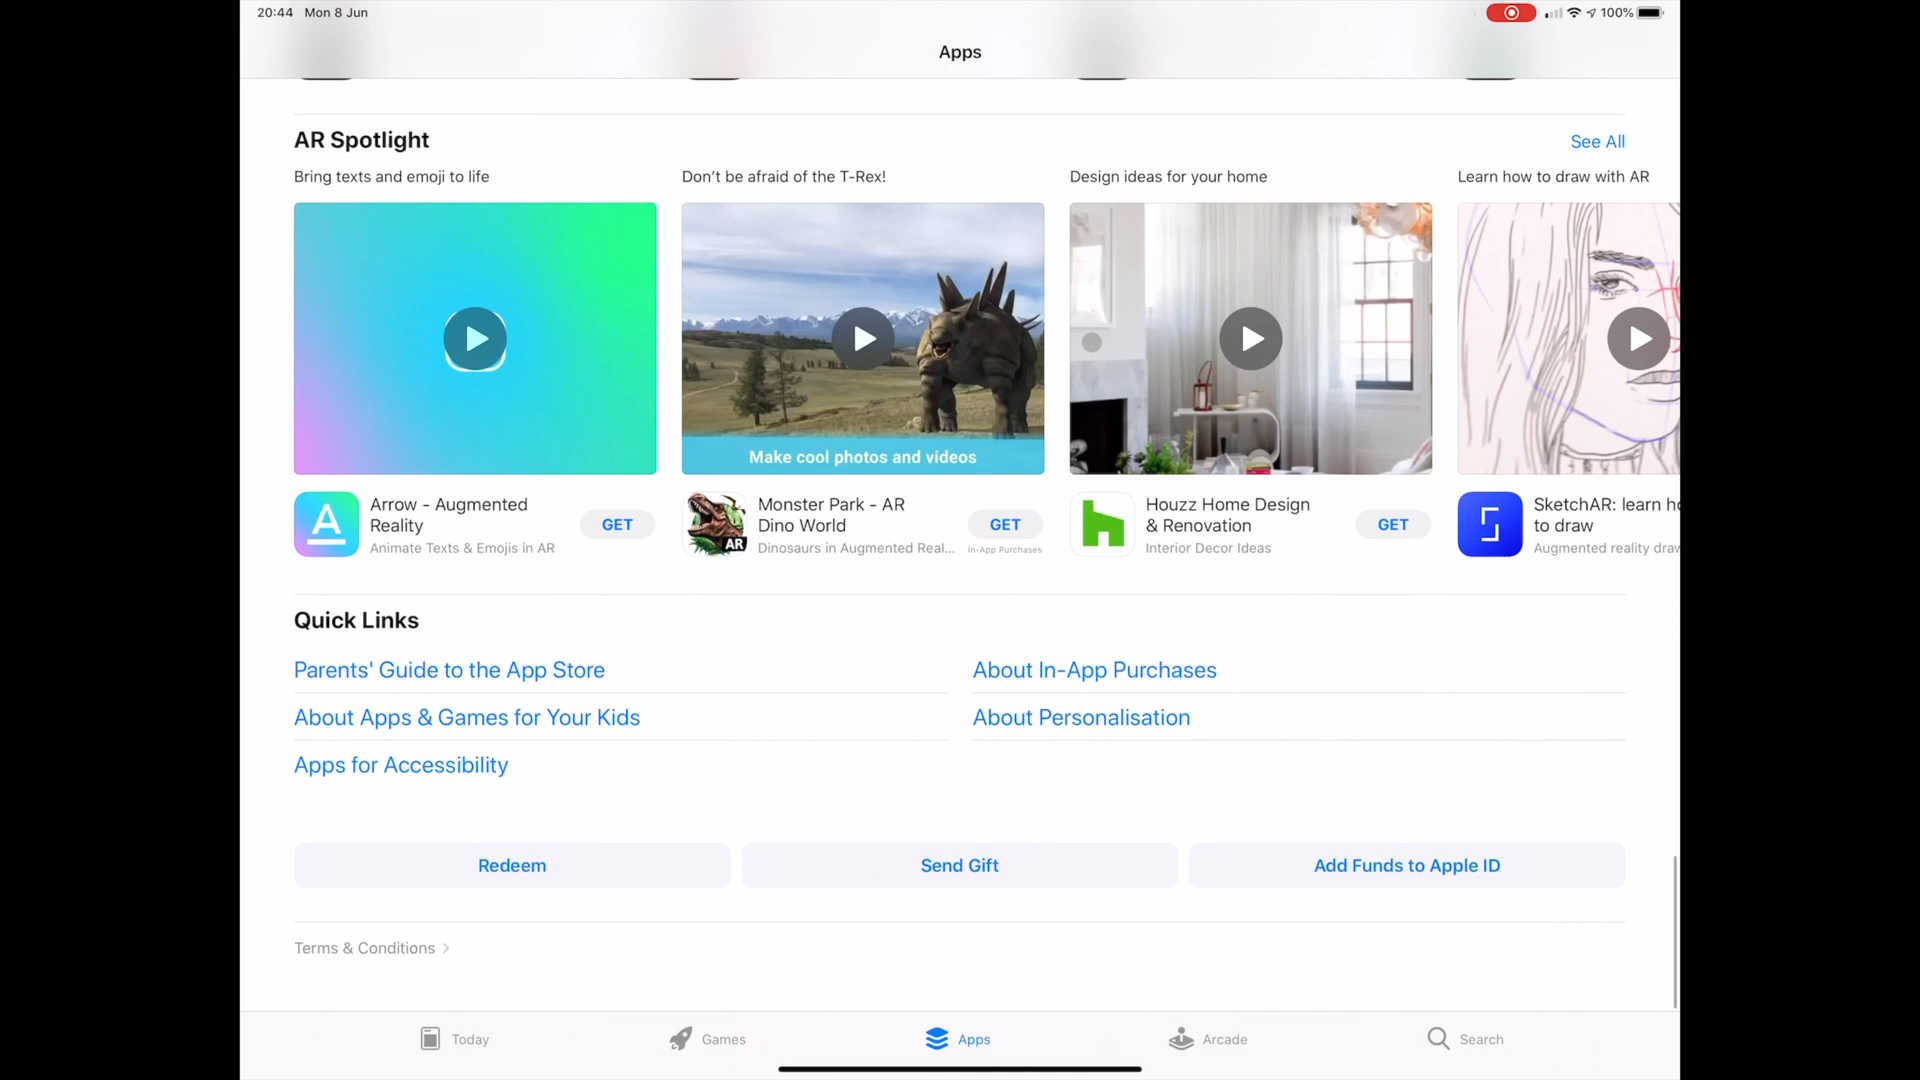 20:44 Mon 8 Jun
100%
Apps
AR Spotlight
See All
Bring texts and emoji to life
Don’t be afraid of the T-Rex!
Design ideas for your home
Learn how to draw with AR
Make cool photos and videos
A
Arrow - Augmented
Reality
Animate Texts & Emojis in AR
GET
AR
Monster Park - AR
Dino World
Dinosaurs in Augmented Real...
GET
In-App Purchases
Houzz Home Design
& Renovation
Interior Decor Ideas
GET
SketchAR: learn
to draw
Augmented reality
Quick Links
Parents' Guide to the App Store
About In-App Purchases
About Apps & Games for Your Kids
About Personalisation
Apps for Accessibility
Redeem
Send Gift
Add Funds to Apple ID
Terms & Conditions
Today
Games
Apps
Arcade
Search